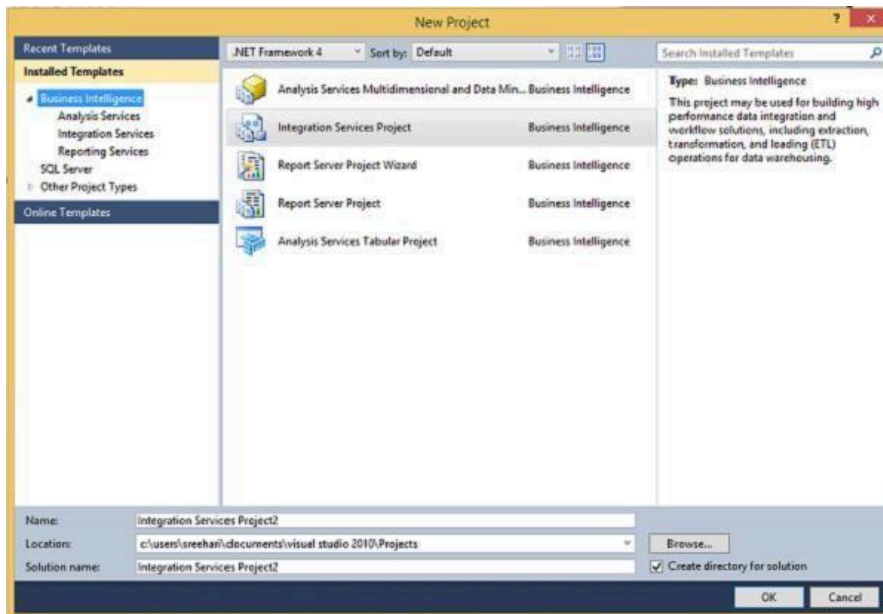 New Project
?
Recent Templates
Installed Templates
Business Intelligence
Analysis Services
Integration Services
Reporting Services
SQL Server
Other Project Types
Online Templates
.NET Framework 4 Sort by: Default
Analysis Services Multidimensional and Data Min... Business Intelligence
Integration Services Project Business Intelligence
Report Server Project Wizard Business Intelligence
Report Server Project Business Intelligence
Analysis Services Tabular Project Business Intelligence
Search Installed Templates
Type: Business Intelligence
This project may be used for building high
performance data integration and
workflow solutions, including extraction,
transformation, and loading (ETL)
operations for data warehousing.
Name: Integration Services Project2
Location: c:\users\sreehari\documents\visual studio 2010\Projects Browse...
Solution name: Integration Services Project2 Create directory for solution
OK Cancel